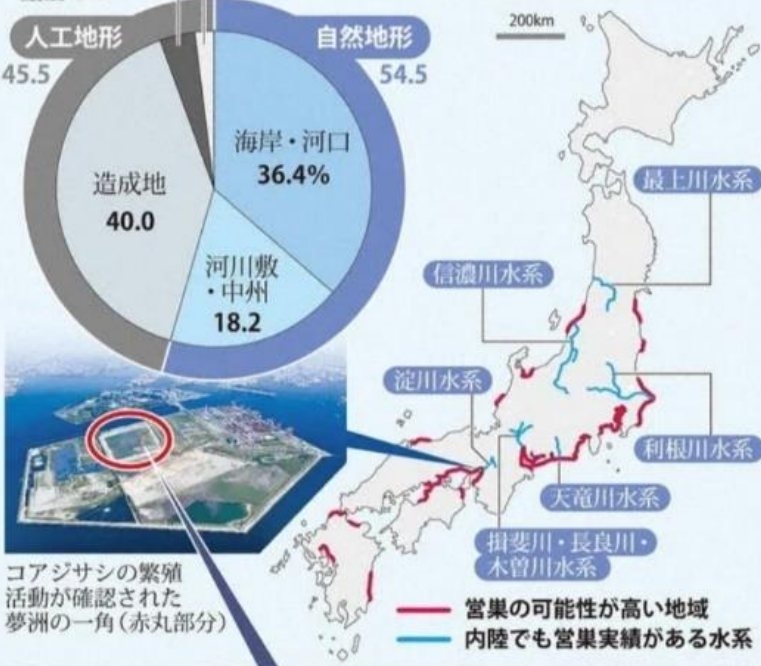 人工地形
45.5
自然地形
54.5
海岸・河口
36.4%
造成地
40.0
河川敷
・中州
18.2
200km
最上川水系
信濃川水系
淀川水系
利根川水系
天竜川水系
揖斐川・長良川・
木曽川水系
コアジサシの繁殖
活動が確認された
夢洲の一角(赤丸部分)
営巣の可能性が高い地域
内陸でも営巣実績がある水系